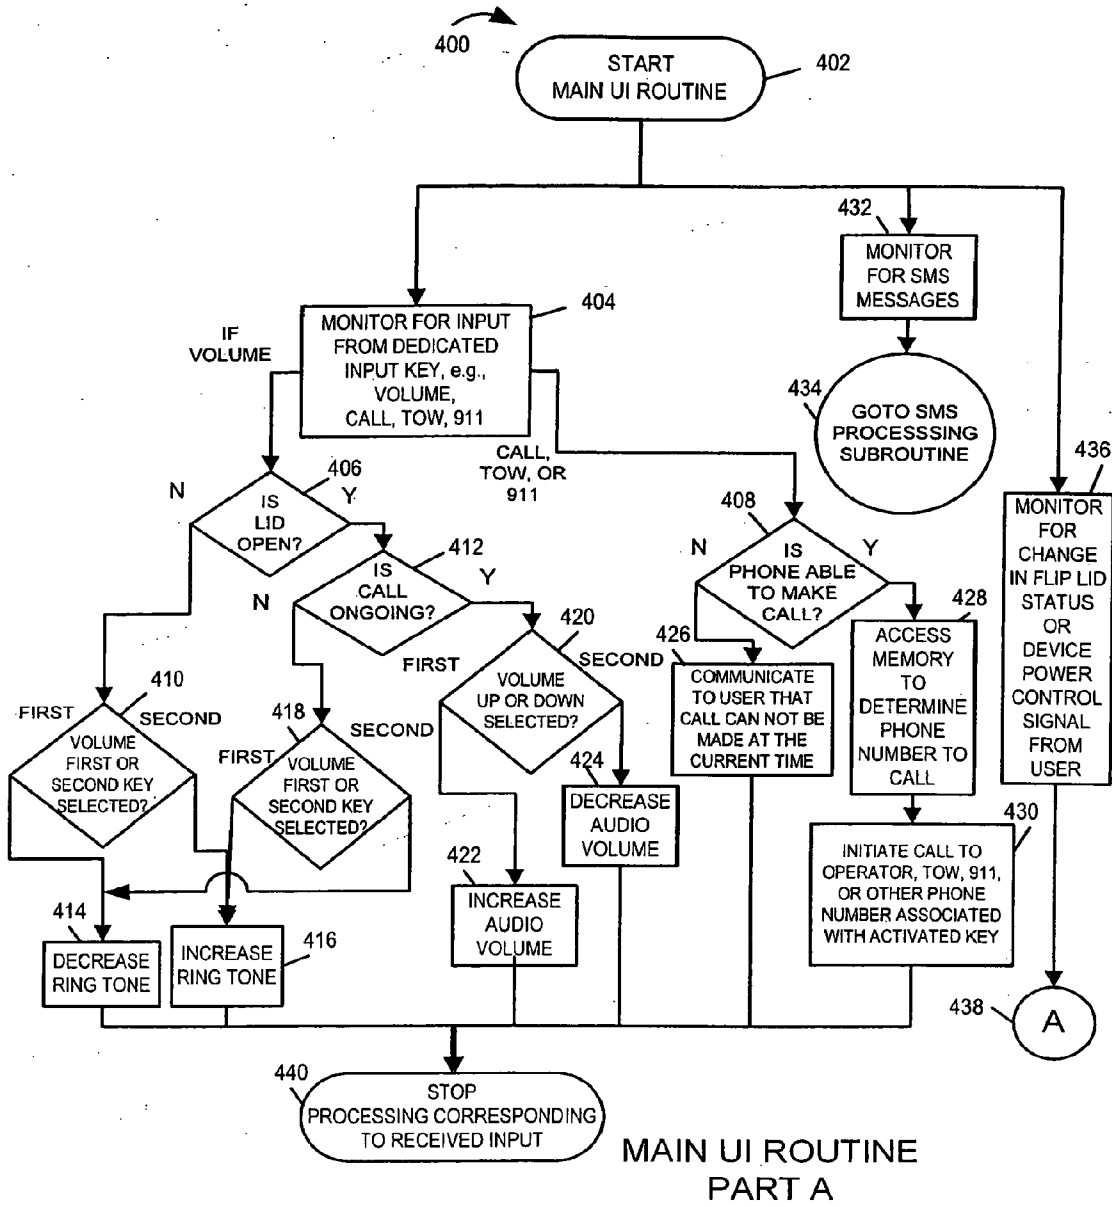 400
START
MAIN UI ROUTINE
402
432
MONITOR
FOR SMS
MESSAGES
404
MONITOR FOR INPUT
FROM DEDICATED
INPUT KEY, e.g.,
VOLUME,
CALL, TOW, 911
IF
VOLUME
434
GOTO SMS
PROCESSSING
SUBROUTINE
CALL,
TOW, OR
911
436
MONITOR
FOR
CHANGE
IN FLIP LID
STATUS
OR
DEVICE
POWER
CONTROL
SIGNAL
FROM
USER
406
N
Y
IS
LID
OPEN?
408
N
Y
IS
PHONE ABLE
TO MAKE
CALL?
412
N
Y
IS
CALL
ONGOING?
428
ACCESS
MEMORY
TO
DETERMINE
PHONE
NUMBER TO
CALL
420
FIRST
SECOND
VOLUME
UP OR DOWN
SELECTED?
426
COMMUNICATE
TO USER THAT
CALL CAN NOT BE
MADE AT THE
CURRENT TIME
410
FIRST
SECOND
VOLUME
FIRST OR
SECOND KEY
SELECTED?
418
FIRST
SECOND
VOLUME
FIRST OR
SECOND KEY
SELECTED?
424
DECREASE
AUDIO
VOLUME
430
INITIATE CALL TO
OPERATOR, TOW, 911,
OR OTHER PHONE
NUMBER ASSOCIATED
WITH ACTIVATED KEY
422
INCREASE
AUDIO
VOLUME
414
DECREASE
RING TONE
INCREASE
RING TONE
416
438
A
440
STOP
PROCESSING CORRESPONDING
TO RECEIVED INPUT
MAIN UI ROUTINE
PART A